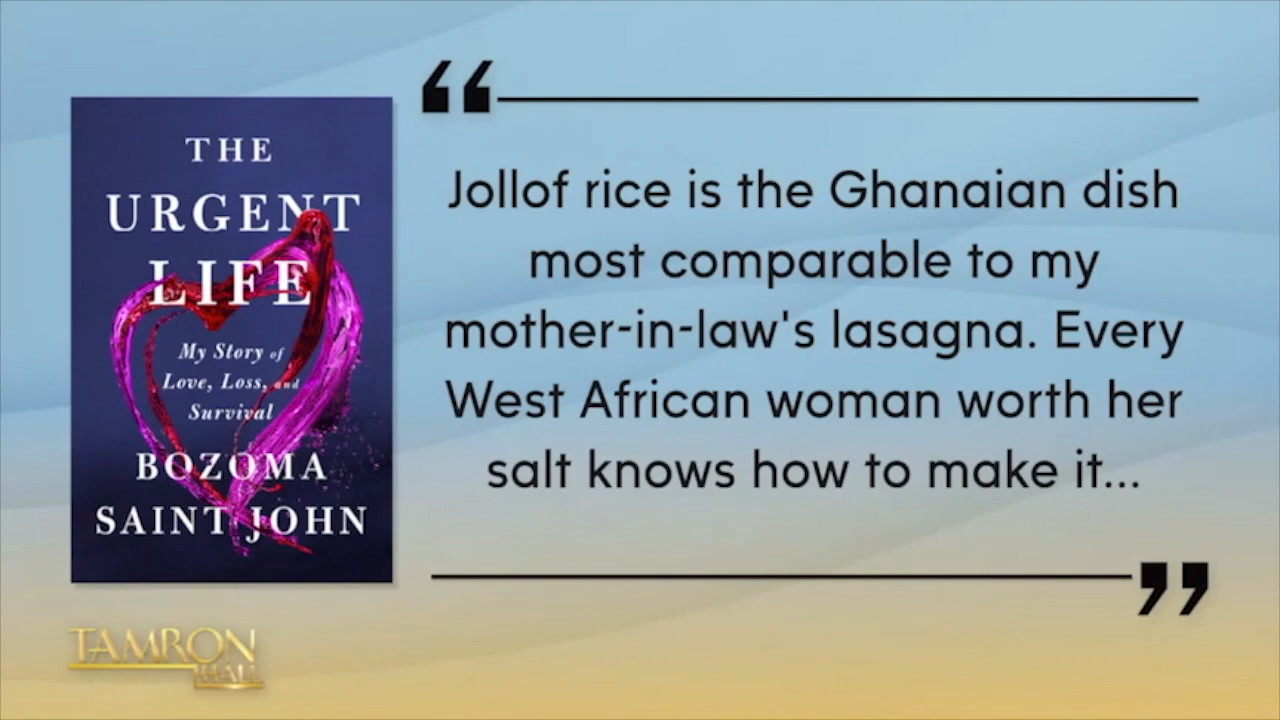 THE
URGENT
LIFE
My Story of
Love, Loss, and
Survival
BOZOMA
SAINT JOHN
“
Jollof rice is the Ghanaian dish
most comparable to my
mother-in-law's lasagna. Every
West African woman worth her
salt knows how to make it...
”
TAMRON
HALL